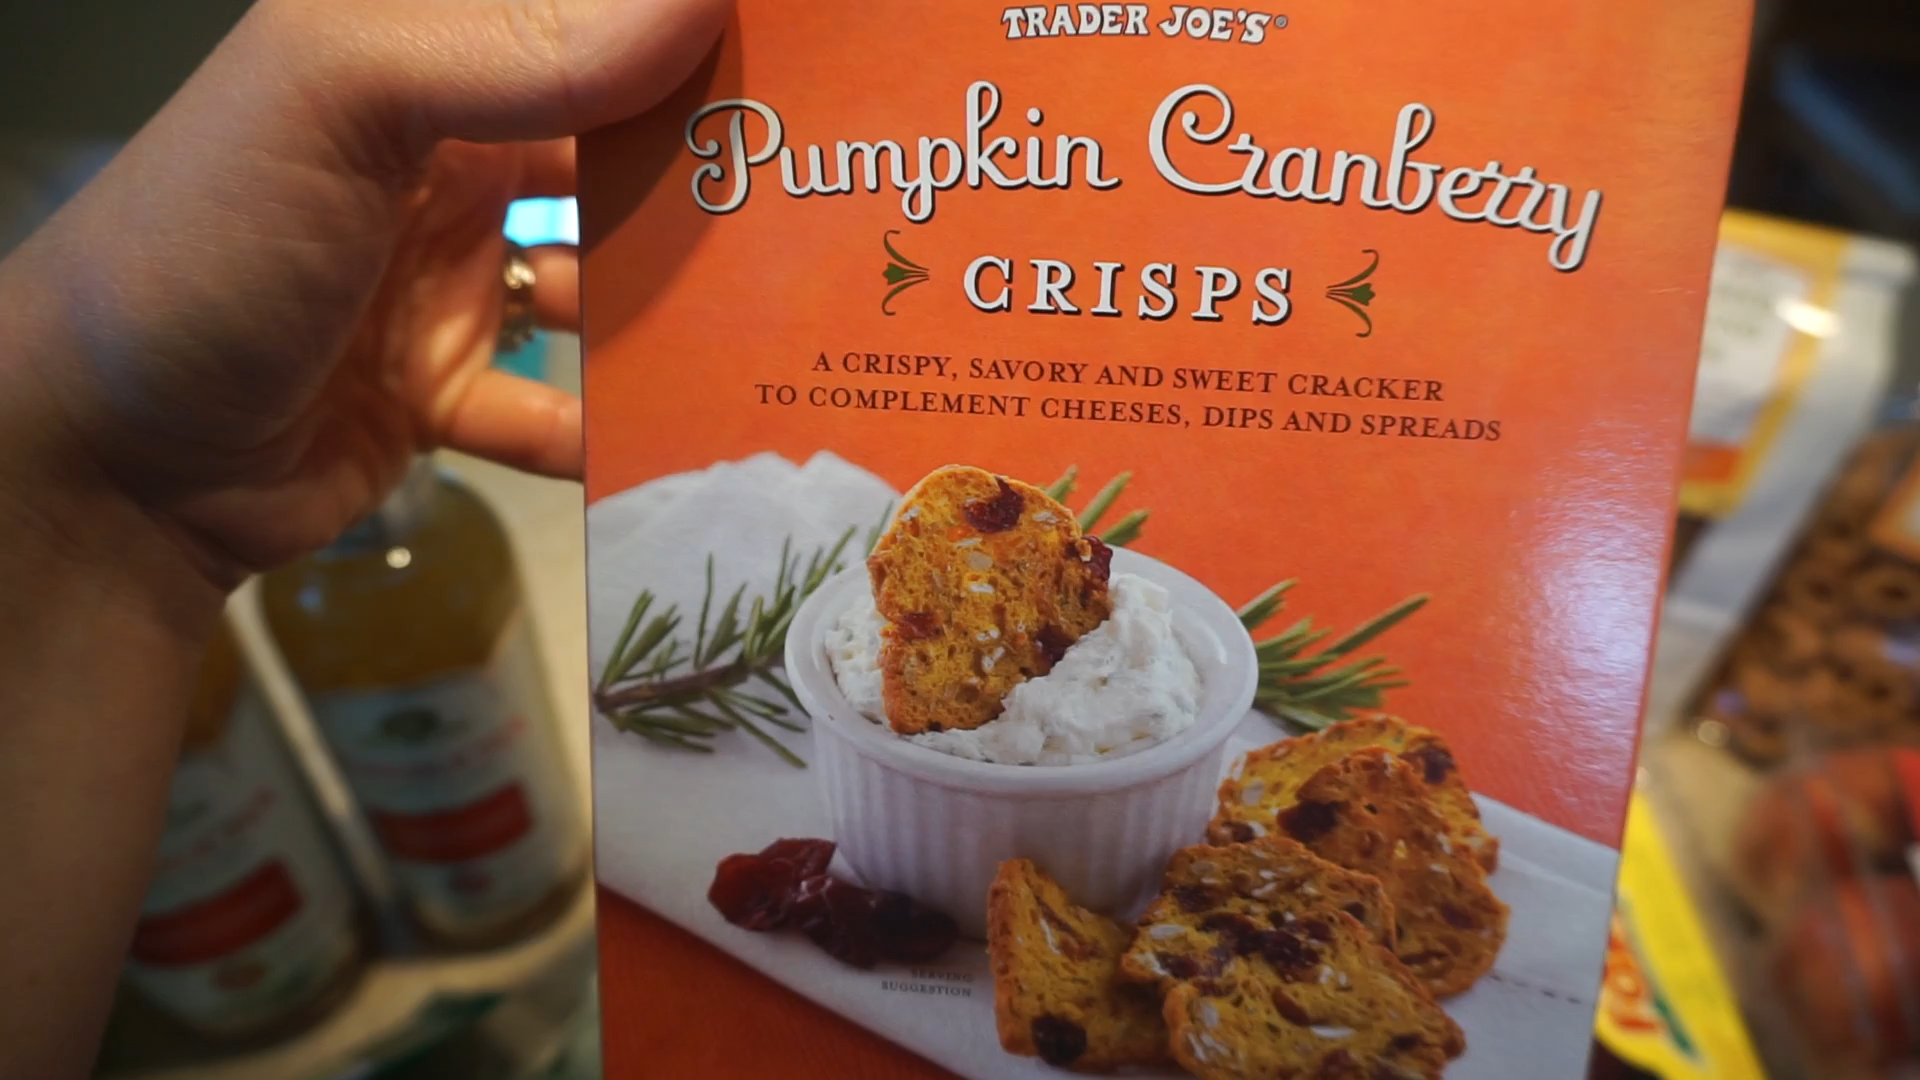 TRADER JOE'S®
Pumpkin Cranberry
CRISPS
A CRISPY, SAVORY AND SWEET CRACKER
TO COMPLEMENT CHEESES, DIPS AND SPREADS
SERVING
SUGGESTION